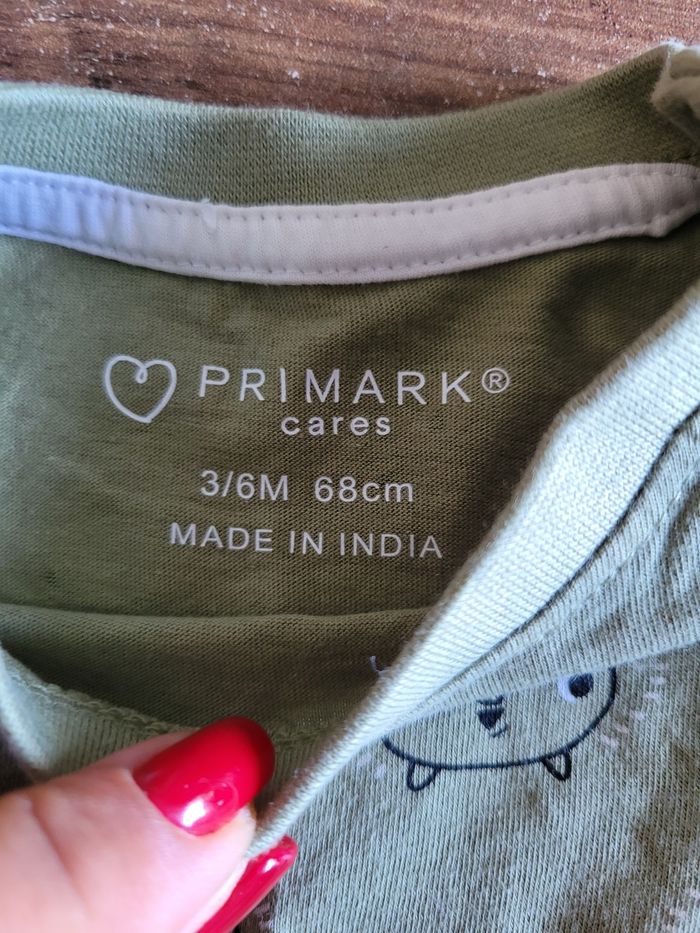 PRIMARK®
cares
3/6M 68cm
MADE IN INDIA